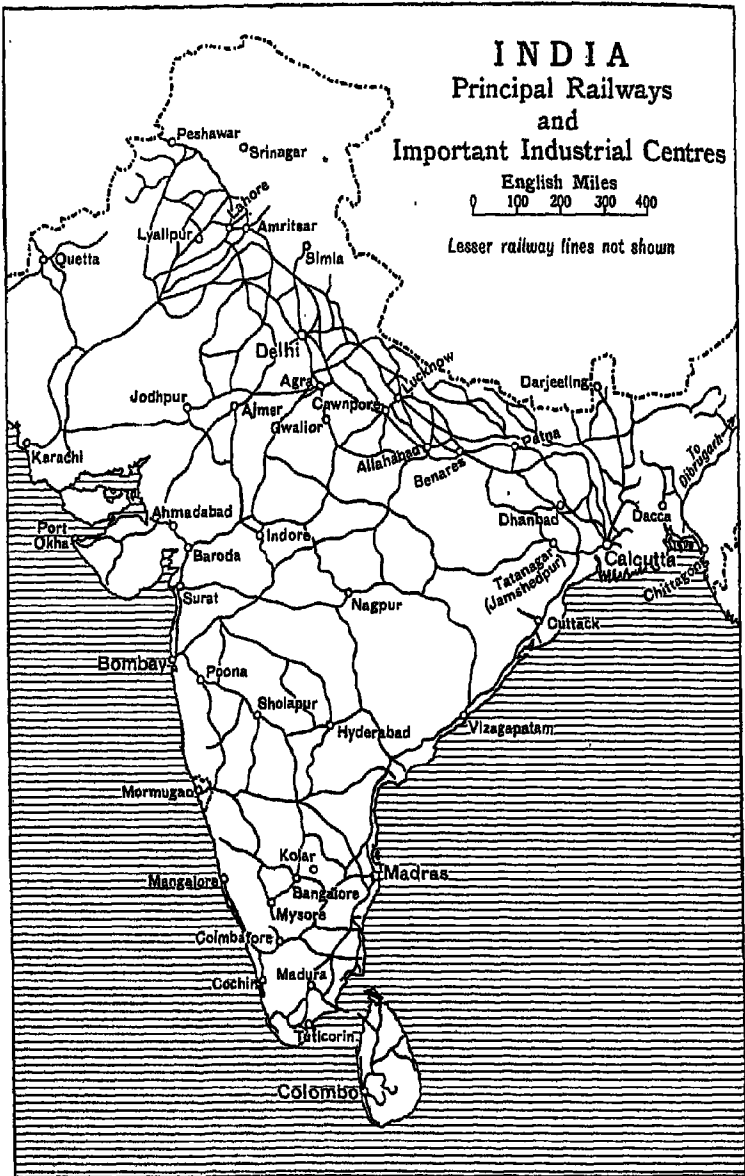 INDIA
Principal Railways
and
Important Industrial Centres
English Miles
0 100 200 300 400
Lesser railway lines not shown
Peshawar
Srinagar
Lahore
Lyallpur
Amritsar
Simla
Quetta
Delhi
Agra
Lucknow
Darjeeling
Jodhpur
Ajmer
Cawnpore
Gwalior
Patna
Karachi
Allahabad
Benares
To
Dibrugarh
Ahmadabad
Port
Okha
Indore
Dhanbad
Dacca
Baroda
Calcutta
Tatanagar
(Jamshedpur)
Chittagong
Surat
Nagpur
Cuttack
Bombay
Poona
Sholapur
Hyderabad
Vizagapatam
Mormugao
Kolar
Mangalore
Bangalore
Madras
Mysore
Coimbatore
Cochin
Madura
Tuticorin
Colombo